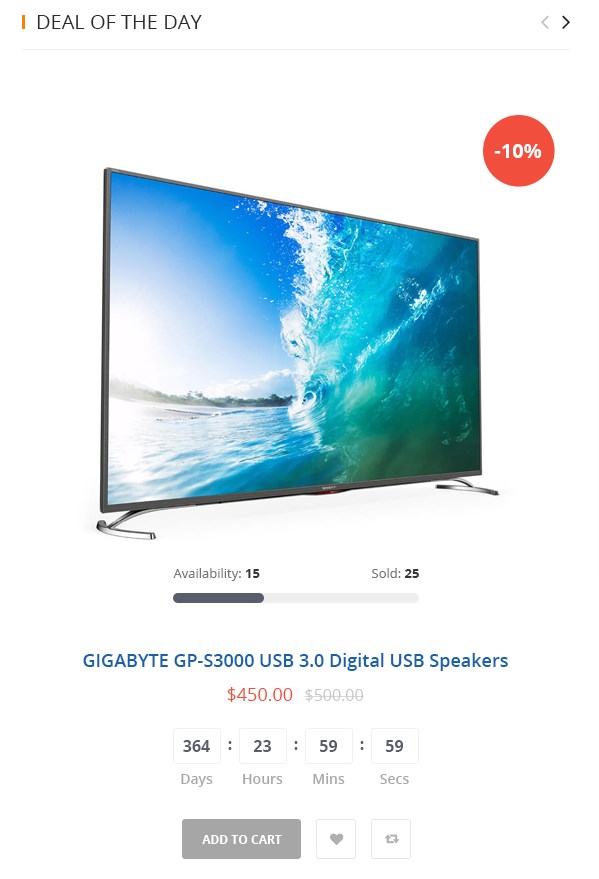 DEAL OF THE DAY
-10%
Availability: 15 Sold: 25
GIGABYTE GP-S3000 USB 3.0 Digital USB Speakers
$450.00 $500.00
364 : 23 : 59 : 59
Days Hours Mins Secs
ADD TO CART